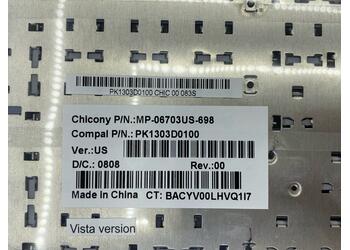 PK1303D0100 CHIC 00 083S
Chicony P/N.:MP-06703US-698
Compal P/N.:PK1303D0100
Ver.:US
D/C.: 0808 Rev.:00
Made in China CT: BACYV00LHVQ1I7
Vista version